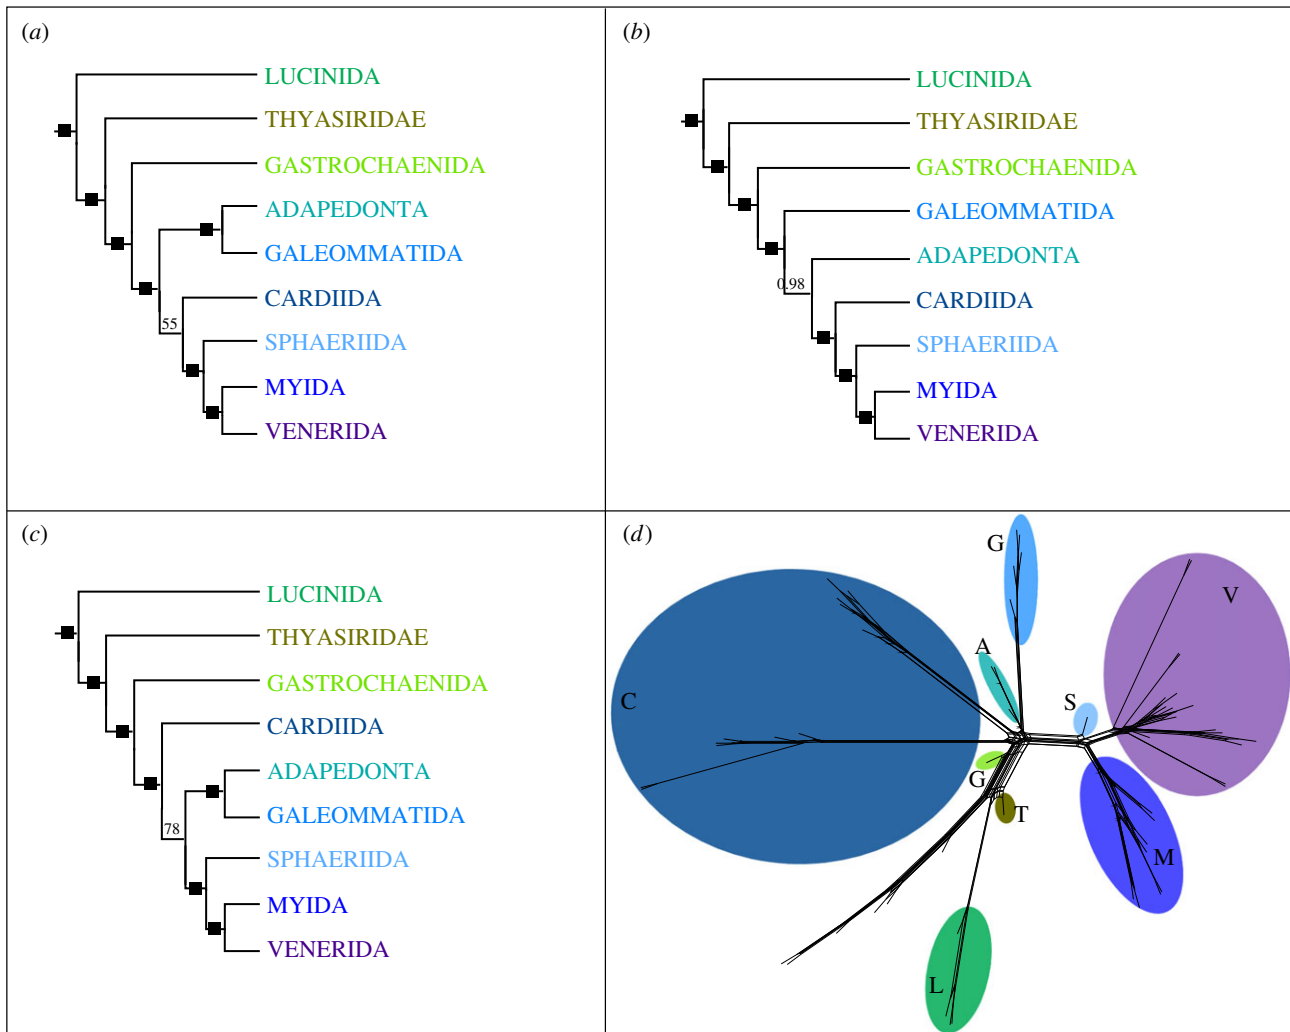 (a)
LUCINIDA
THYASIRIDAE
GASTROCHAENIDA
ADAPEDONTA
GALEOMMATIDA
CARDIIDA
55
SPHAERIIDA
MYIDA
VENERIDA
(b)
LUCINIDA
THYASIRIDAE
GASTROCHAENIDA
GALEOMMATIDA
ADAPEDONTA
0.98
CARDIIDA
SPHAERIIDA
MYIDA
VENERIDA
(c)
LUCINIDA
THYASIRIDAE
GASTROCHAENIDA
CARDIIDA
ADAPEDONTA
GALEOMMATIDA
78
SPHAERIIDA
MYIDA
VENERIDA
(d)
G
V
A
C
S
G
T
M
L